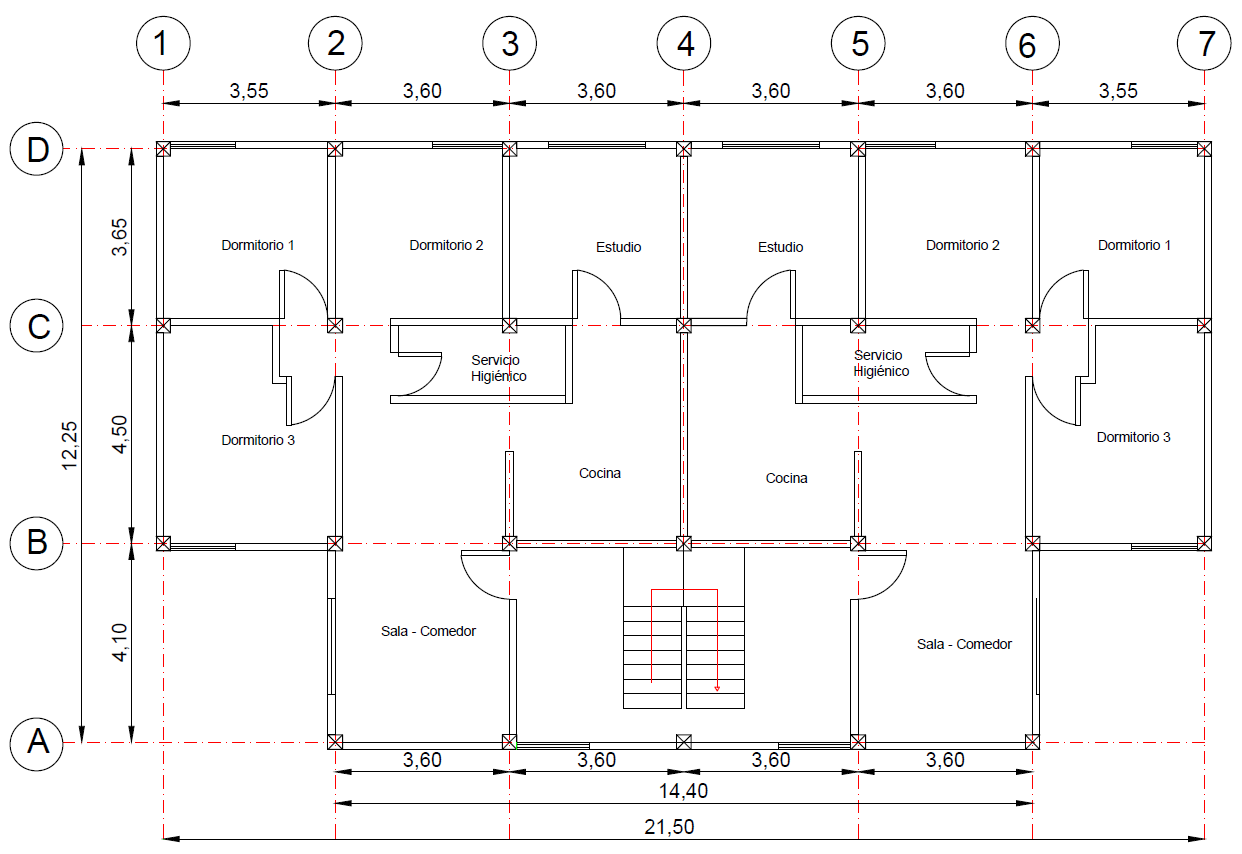 1 2 3 4 5 6 7
3,55 3,60 3,60 3,60 3,60 3,55
D
3,65
Dormitorio 1 Dormitorio 2 Estudio Estudio Dormitorio 2 Dormitorio 1
C
Servicio
Higiénico
Servicio
Higiénico
12,25
4,50
Dormitorio 3 Cocina Cocina Dormitorio 3
B
4,10
Sala - Comedor Sala - Comedor
A
3,60 3,60 3,60 3,60
14,40
21,50